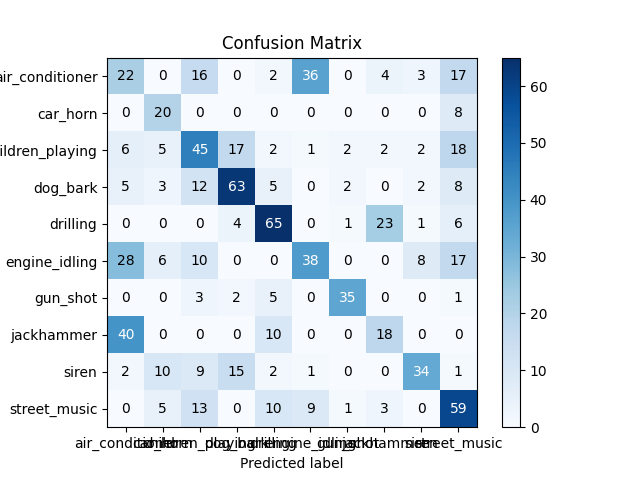 Confusion Matrix
air_conditioner 22 0 16 0 2 36 0 4 3 17
car_horn 0 20 0 0 0 0 0 0 0 8
ildren_playing 6 5 45 17 2 1 2 2 2 18
dog_bark 5 3 12 63 5 0 2 0 2 8
drilling 0 0 0 4 65 0 1 23 1 6
engine_idling 28 6 10 0 0 38 0 0 8 17
gun_shot 0 0 3 2 5 0 35 0 0 1
jackhammer 40 0 0 0 10 0 0 18 0 0
siren 2 10 9 15 2 1 0 0 34 1
street_music 0 5 13 0 10 9 1 3 0 59
60
50
40
30
20
10
0
street_music
Predicted label